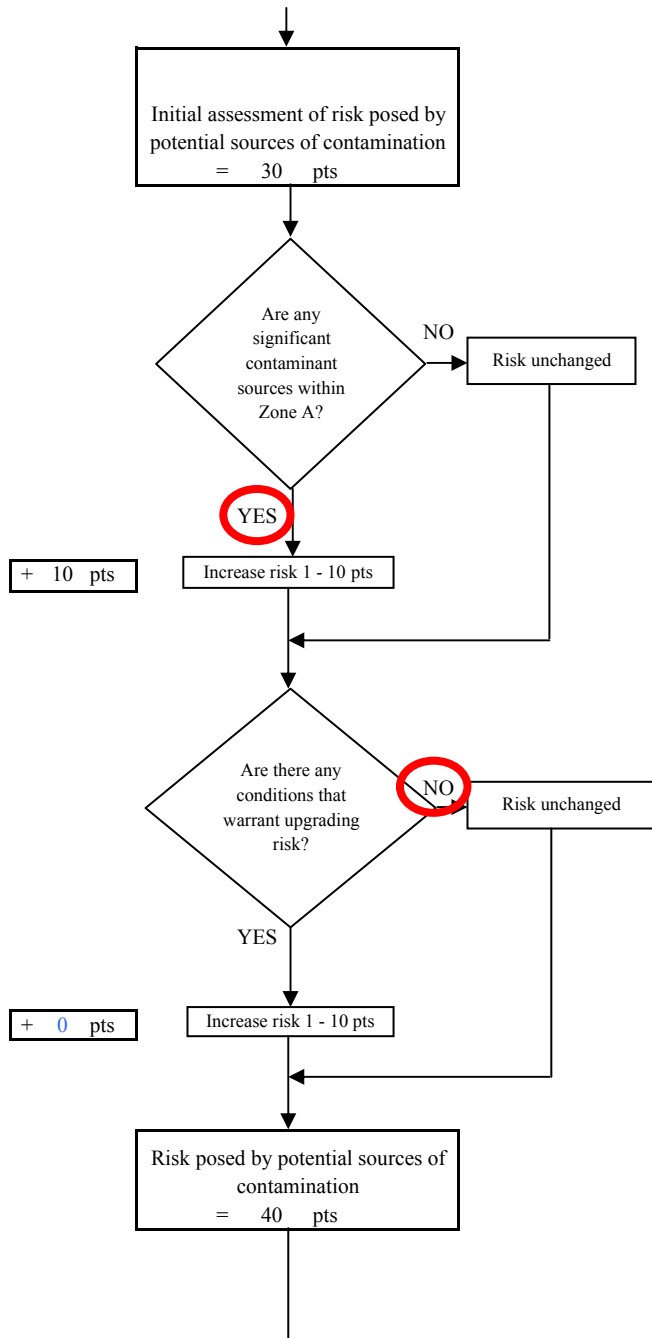 Initial assessment of risk posed by
potential sources of contamination
= 30 pts
Are any
significant
contaminant
sources within
Zone A?
NO
Risk unchanged
YES
+ 10 pts
Increase risk 1 - 10 pts
Are there any
conditions that
warrant upgrading
risk?
NO
Risk unchanged
YES
+ 0 pts
Increase risk 1 - 10 pts
Risk posed by potential sources of
contamination
= 40 pts